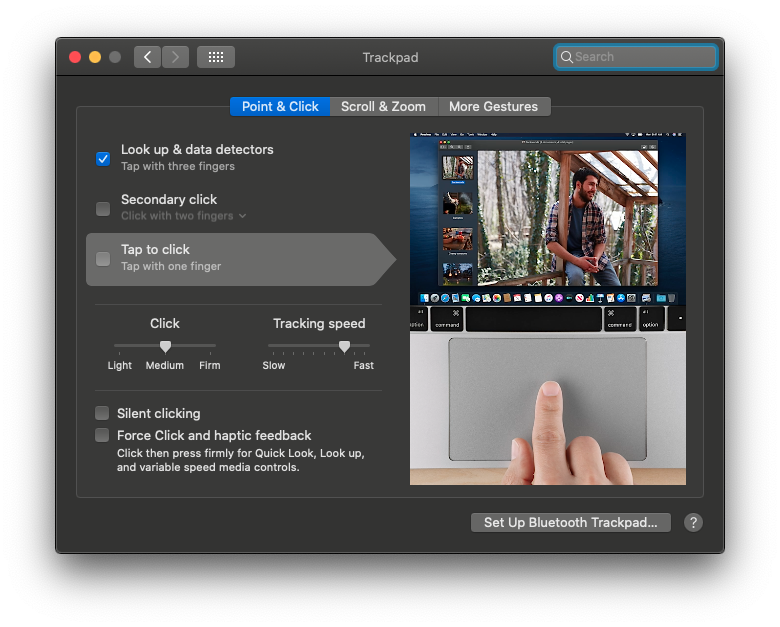 Trackpad
Search
Point & Click
Scroll & Zoom
More Gestures
Look up & data detectors
Tap with three fingers
Secondary click
Click with two fingers
Tap to click
Tap with one finger
Click
Tracking speed
Light
Medium
Firm
Slow
Fast
Silent clicking
Force Click and haptic feedback
Click then press firmly for Quick Look, Look up,
and variable speed media controls.
⌘
command
⌘
command
option
Set Up Bluetooth Trackpad...
?